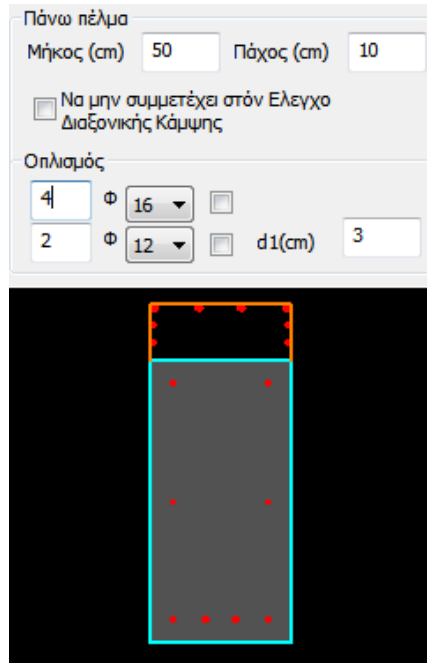 Πάνω πέλμα
Μήκος (cm) 50 Πάχος (cm) 10
Να μην συμμετέχει στόν Ελεγχο
Διαξονικής Κάμψης
Οπλισμός
4 Φ 16
2 Φ 12 d1(cm) 3